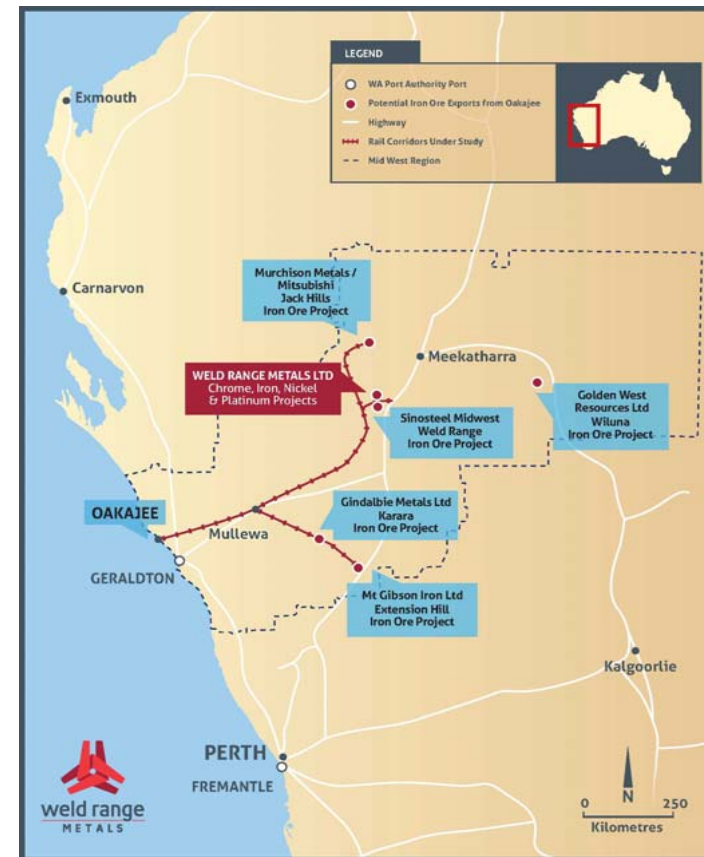 LEGEND
WA Port Authority Port
Potential Iron Ore Exports from Oakajee
Highway
Rail Corridors Under Study
Mid West Region
Exmouth
Carnarvon
Murchison Metals /
Mitsubishi
Jack Hills
Iron Ore Project
Meekatharra
WELD RANGE METALS LTD
Chrome, Iron, Nickel
& Platinum Projects
Golden West
Resources Ltd
Wiluna
Iron Ore Project
Sinosteel Midwest
Weld Range
Iron Ore Project
OAKAJEE
Mullewa
Gindalbie Metals Ltd
Karara
Iron Ore Project
GERALDTON
Mt Gibson Iron Ltd
Extension Hill
Iron Ore Project
Kalgoorlie
PERTH
FREMANTLE
weld range
METALS
N
0 250
Kilometres